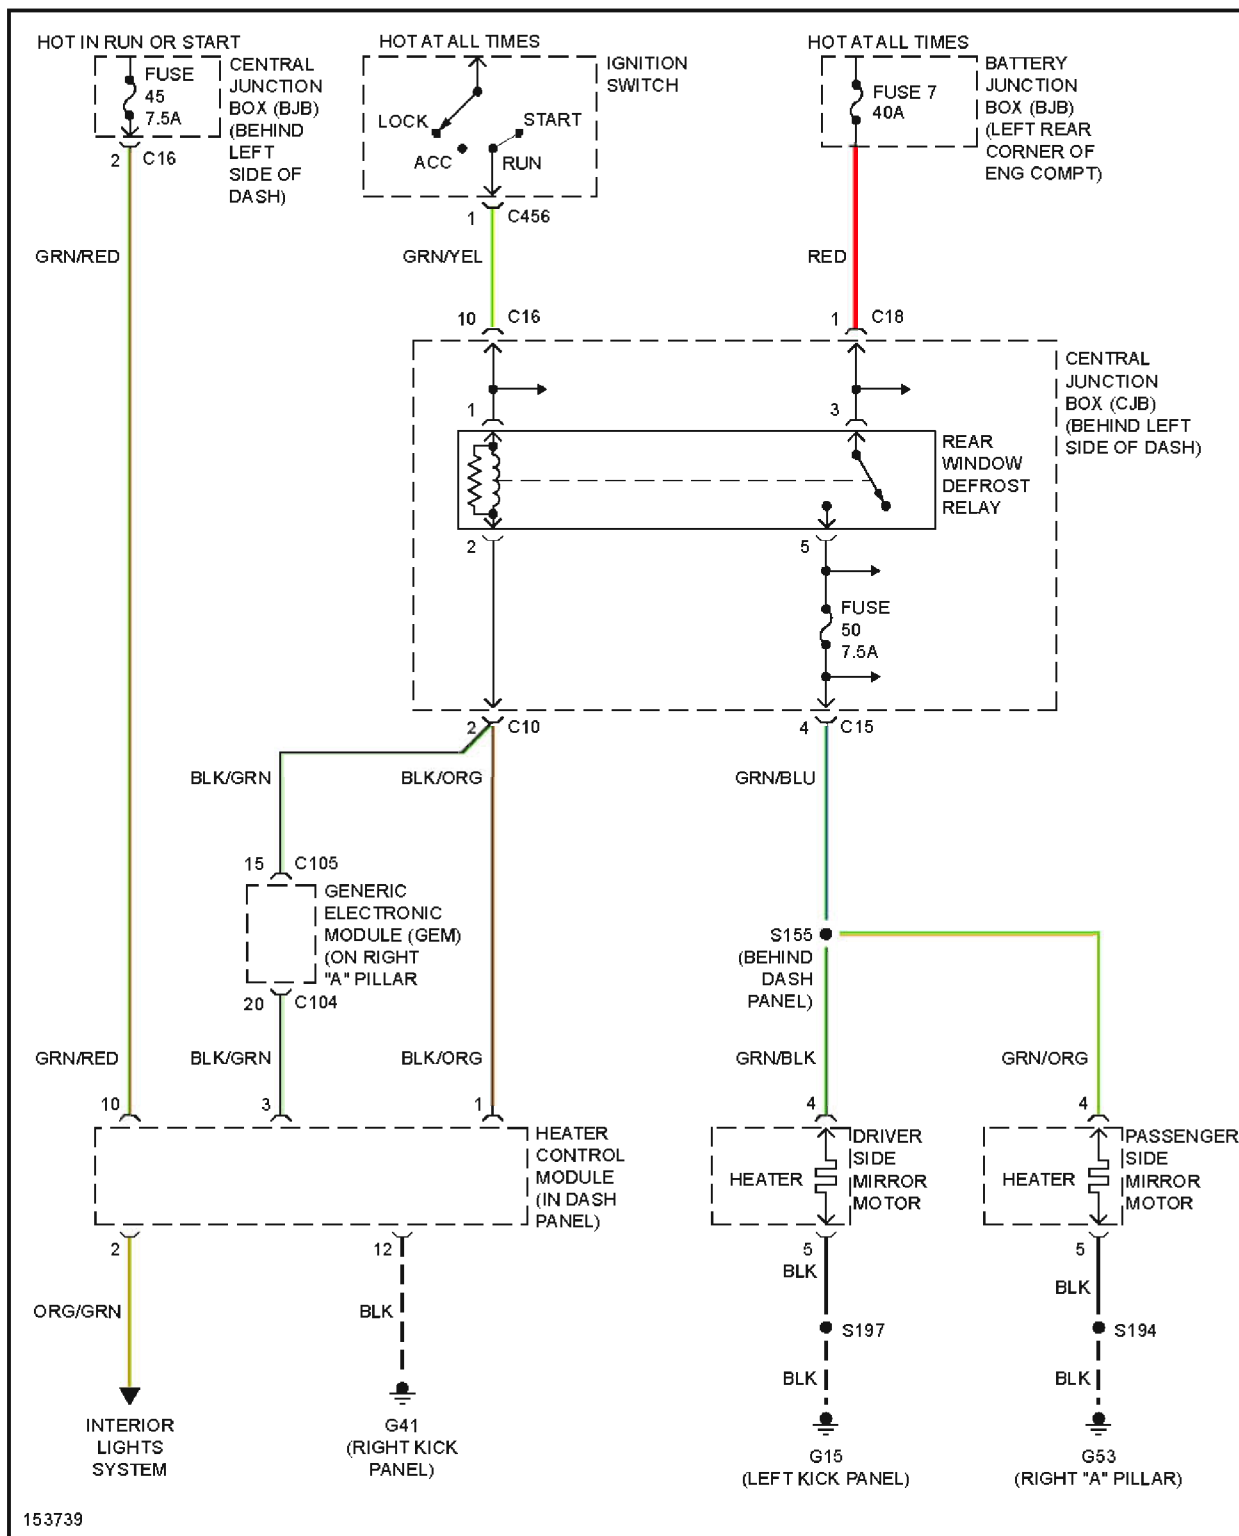 HOT IN RUN OR START
FUSE
45
7.5A
CENTRAL
JUNCTION
BOX (BJB)
(BEHIND
LEFT
SIDE OF
DASH)
2 C16
HOT AT ALL TIMES
IGNITION
SWITCH
LOCK
START
ACC
RUN
1 C456
HOT AT ALL TIMES
FUSE 7
40A
BATTERY
JUNCTION
BOX (BJB)
(LEFT REAR
CORNER OF
ENG COMPT)
GRN/RED
GRN/YEL
RED
10 C16
1 C18
CENTRAL
JUNCTION
BOX (CJB)
(BEHIND LEFT
SIDE OF DASH)
1
3
REAR
WINDOW
DEFROST
RELAY
2
5
FUSE
50
7.5A
2 C10
4 C15
BLK/GRN
BLK/ORG
GRN/BLU
15 C105
GENERIC
ELECTRONIC
MODULE (GEM)
(ON RIGHT
"A" PILLAR
20 C104
S155
(BEHIND
DASH
PANEL)
GRN/RED
BLK/GRN
BLK/ORG
GRN/BLK
GRN/ORG
10
3
1
4
4
HEATER
CONTROL
MODULE
(IN DASH
PANEL)
HEATER
DRIVER
SIDE
MIRROR
MOTOR
HEATER
PASSENGER
SIDE
MIRROR
MOTOR
2
12
5
5
BLK
BLK
ORG/GRN
BLK
S197
S194
BLK
BLK
INTERIOR
LIGHTS
SYSTEM
G41
(RIGHT KICK
PANEL)
G15
(LEFT KICK PANEL)
G53
(RIGHT "A" PILLAR)
153739